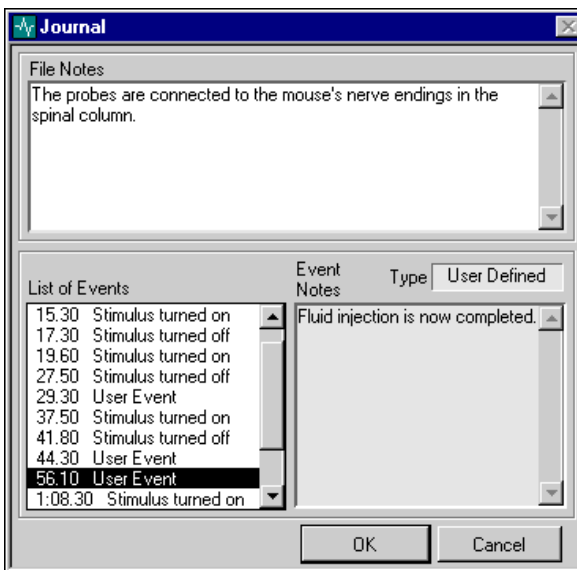 Journal
File Notes
The probes are connected to the mouse's nerve endings in the
spinal column.
List of Events
15.30 Stimulus turned on
17.30 Stimulus turned off
19.60 Stimulus turned on
27.50 Stimulus turned off
29.30 User Event
37.50 Stimulus turned on
41.80 Stimulus turned off
44.30 User Event
56.10 User Event
1:08.30 Stimulus turned on
Event
Notes
Type User Defined
Fluid injection is now completed.
OK Cancel